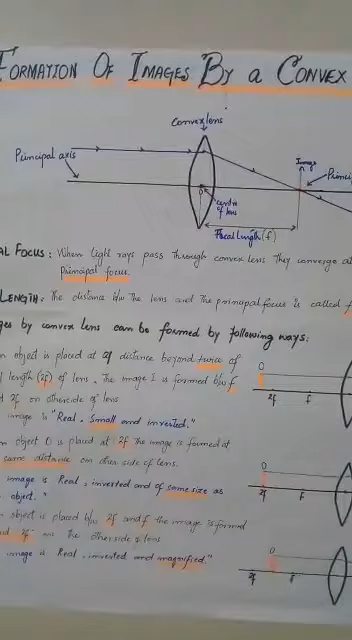 FORMATION OF IMAGES BY A CONVEX
Convex lens
Principal axis
Image
O
centre of lens
Focal Length (f)
AL FOCUS: When light rays pass through convex lens they converge at
Principal focus.
LENGTH: The distance b/w the lens and the principal focus is called f
ges by convex lens can be formed by following ways:
n object is placed at of distance beyond twice of
l length (2f) of lens. The image I is formed b/w f
d 2f on otherside of lens
image is "Real, Small and inverted."
O
2f f
n object O is placed at 2f the image is formed at
same distance on other side of lens.
image is Real, inverted and of same size as
object."
O
2f f
object is placed b/w 2f and f the image is formed
nd 2f on the otherside of lens
image is Real, inverted and magnified."
O
2f f